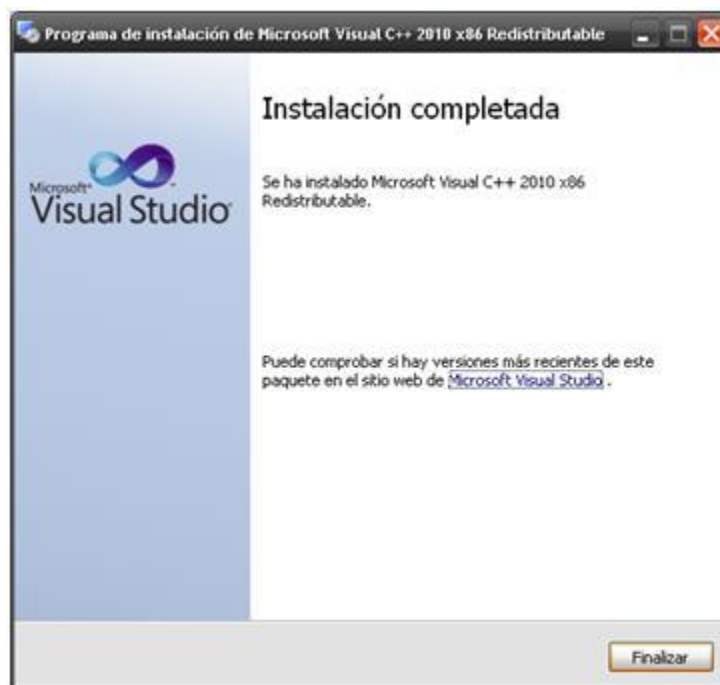 Programa de instalación de Microsoft Visual C++ 2010 x86 Redistributable
Instalación completada
Microsoft®
Visual Studio®
Se ha instalado Microsoft Visual C++ 2010 x86
Redistributable.
Puede comprobar si hay versiones más recientes de este
paquete en el sitio web de Microsoft Visual Studio .
Finalizar